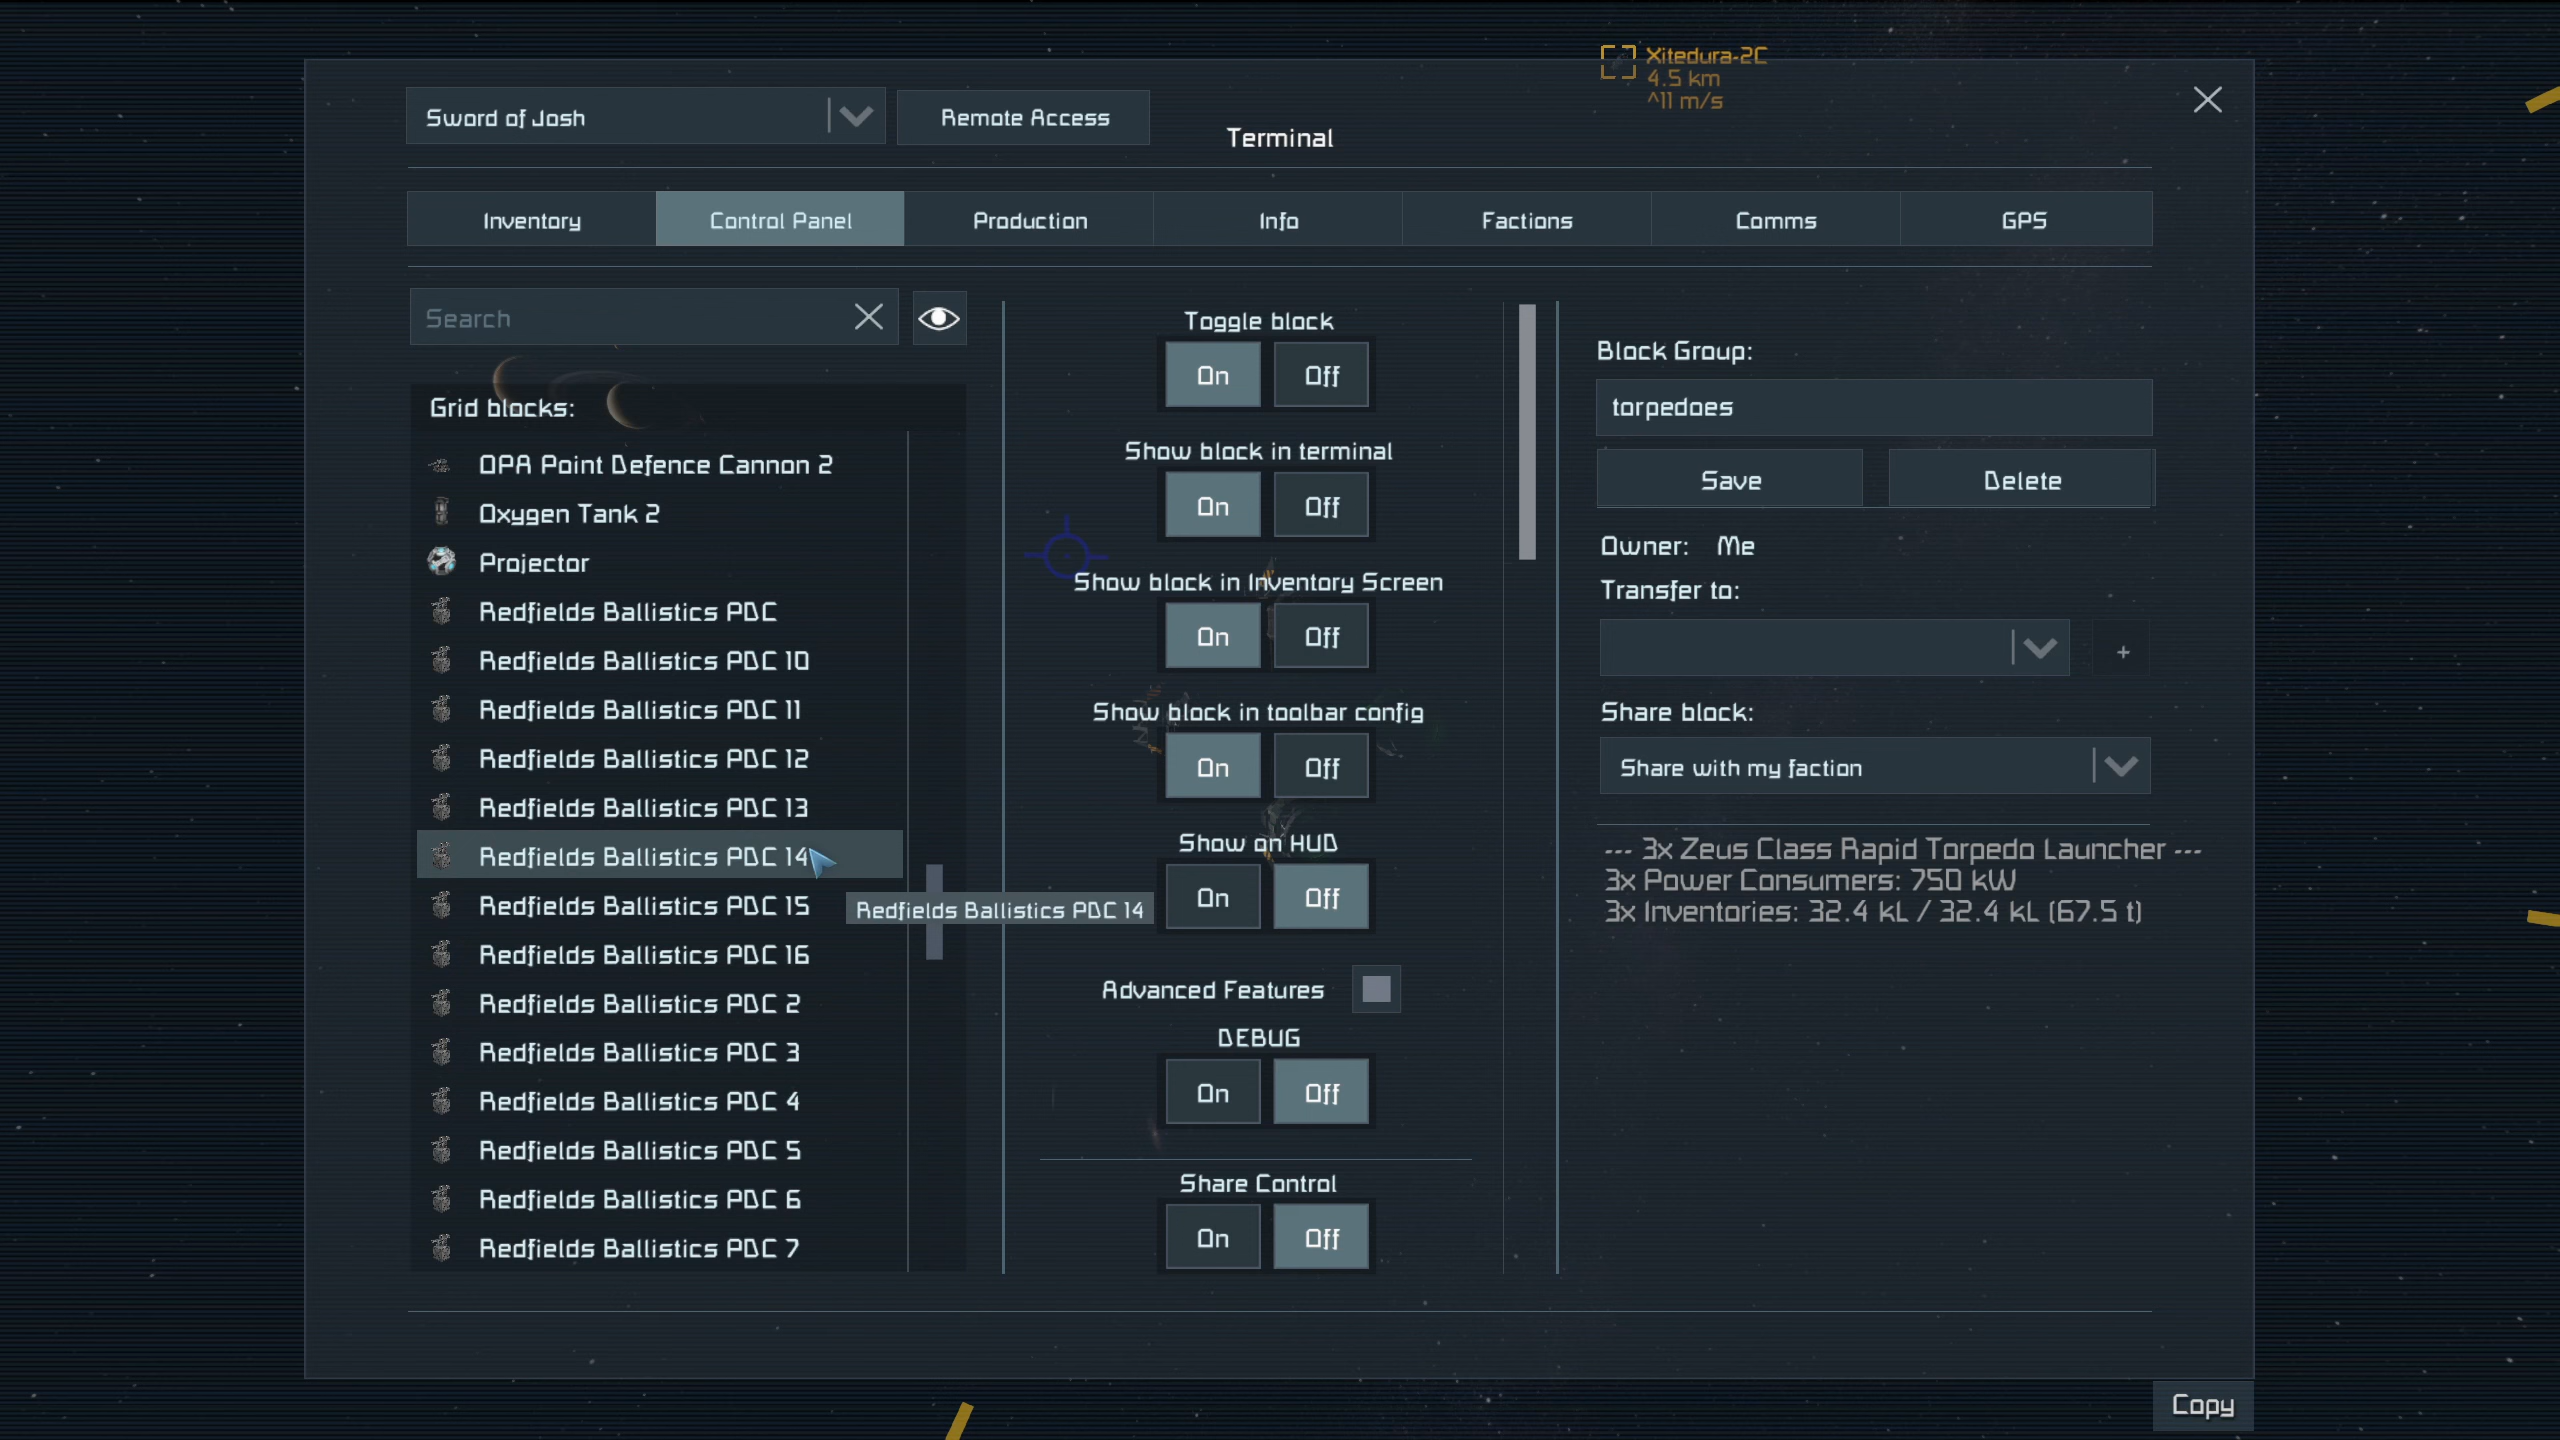 Xitedura-2C
4.5 km
^11 m/s
Sword of Josh
Remote Access
Terminal
Inventory
Control Panel
Production
Info
Factions
Comms
GPS
Search
Grid blocks:
OPA Point Defence Cannon 2
Oxygen Tank 2
Projector
Redfields Ballistics PDC
Redfields Ballistics PDC 10
Redfields Ballistics PDC 11
Redfields Ballistics PDC 12
Redfields Ballistics PDC 13
Redfields Ballistics PDC 14
Redfields Ballistics PDC 15
Redfields Ballistics PDC 16
Redfields Ballistics PDC 2
Redfields Ballistics PDC 3
Redfields Ballistics PDC 4
Redfields Ballistics PDC 5
Redfields Ballistics PDC 6
Redfields Ballistics PDC 7
Redfields Ballistics PDC 14
Toggle block
On Off
Show block in terminal
On Off
Show block in Inventory Screen
On Off
Show block in toolbar config
On Off
Show on HUD
On Off
Advanced Features
DEBUG
On Off
Share Control
On Off
Block Group:
torpedoes
Save Delete
Owner: Me
Transfer to:
+
Share block:
Share with my faction
--- 3x Zeus Class Rapid Torpedo Launcher ---
3x Power Consumers: 750 kW
3x Inventories: 32.4 kL / 32.4 kL (67.5 t)
Copy